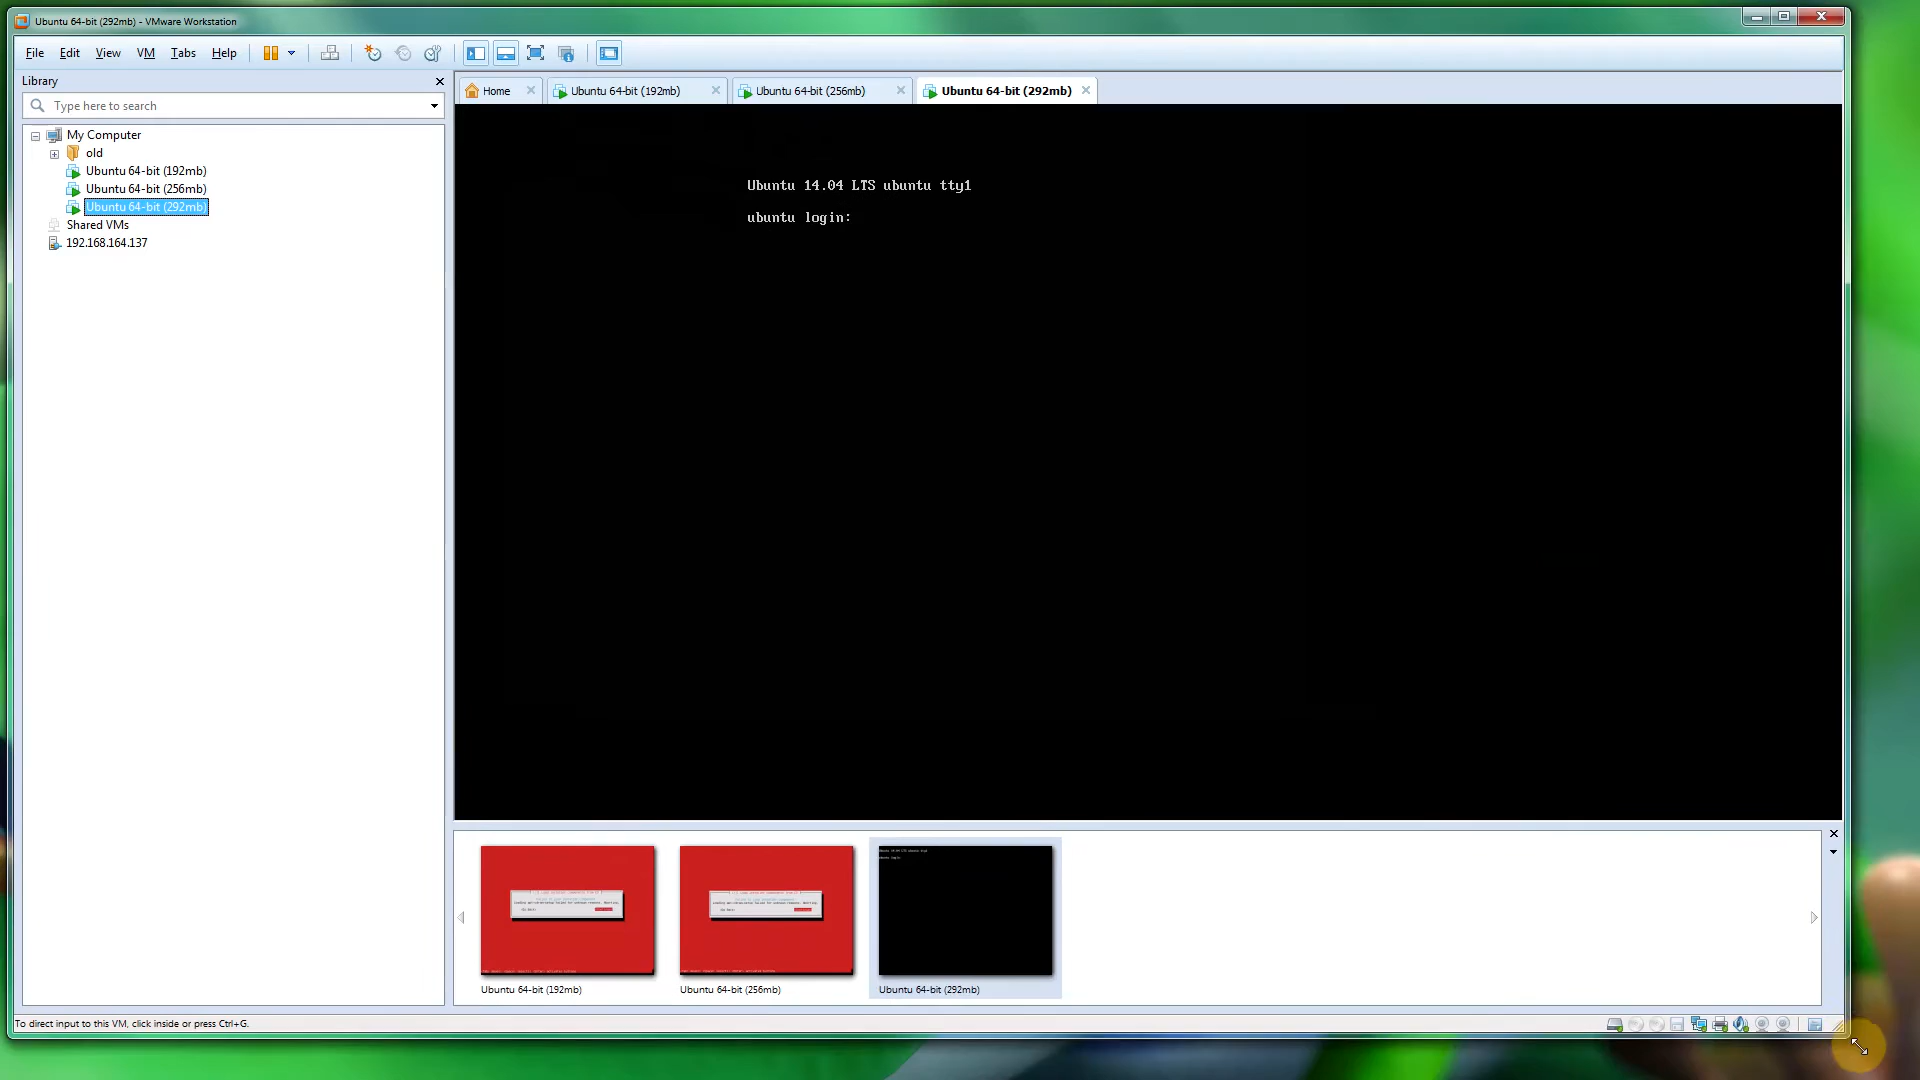 Ubuntu 64-bit (292mb) - VMware Workstation
File Edit View VM Tabs Help
Library
Type here to search
Home
Ubuntu 64-bit (192mb)
Ubuntu 64-bit (256mb)
Ubuntu 64-bit (292mb)
My Computer
old
Ubuntu 64-bit (192mb)
Ubuntu 64-bit (256mb)
Ubuntu 64-bit (292mb)
Shared VMs
192.168.164.137
Ubuntu 14.04 LTS ubuntu tty1
ubuntu login:
Ubuntu 64-bit (192mb)
Ubuntu 64-bit (256mb)
Ubuntu 64-bit (292mb)
To direct input to this VM, click inside or press Ctrl+G.